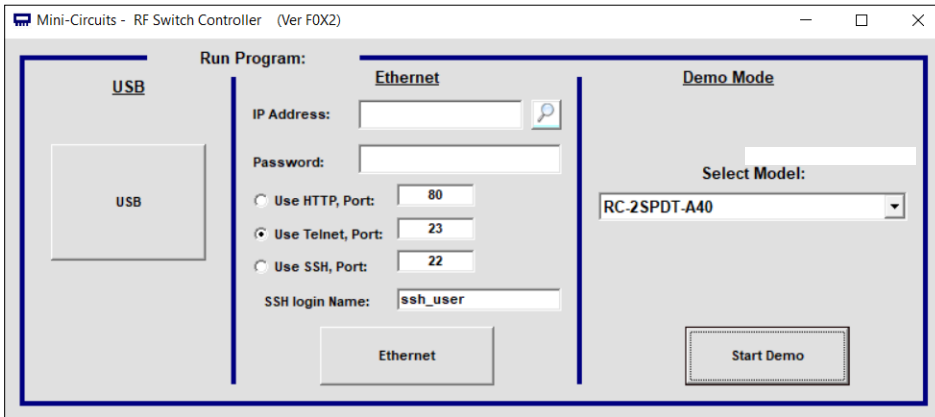 Mini-Circuits - RF Switch Controller (Ver F0X2)
Run Program:
USB
USB
Ethernet
IP Address:
Password:
Use HTTP, Port: 80
Use Telnet, Port: 23
Use SSH, Port: 22
SSH login Name: ssh_user
Ethernet
Demo Mode
Select Model:
RC-2SPDT-A40
Start Demo